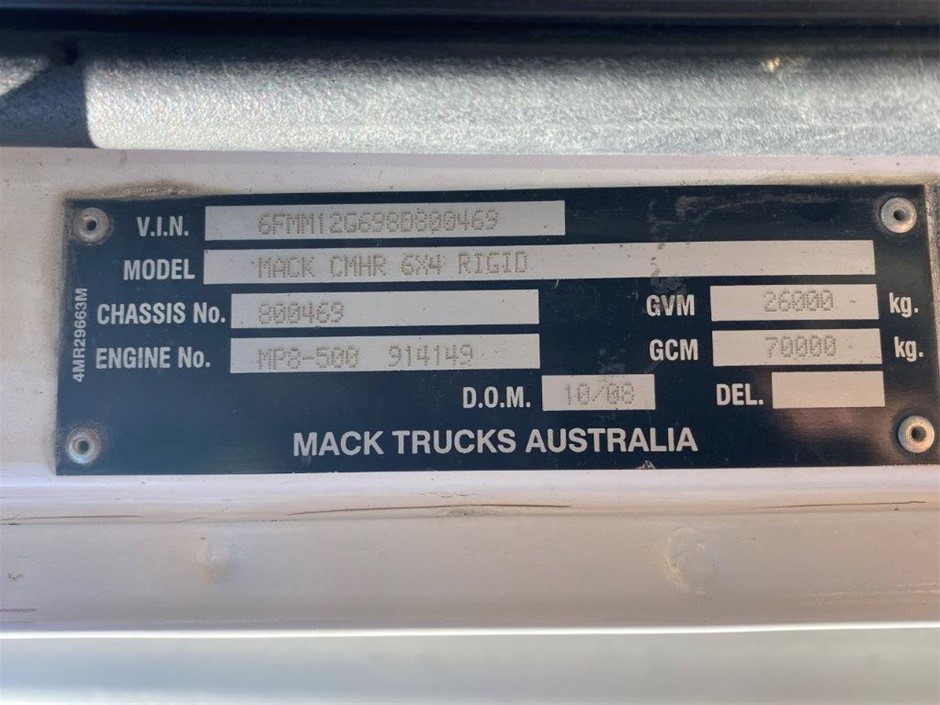 V.I.N. 6FMM12G698D800469
MODEL MACK CMHR 6X4 RIGID
CHASSIS No. 800469 GVM 26000 kg.
ENGINE No. MP8-500 914149 GCM 70000 kg.
D.O.M. 10/08 DEL.
MACK TRUCKS AUSTRALIA
4MR29663M